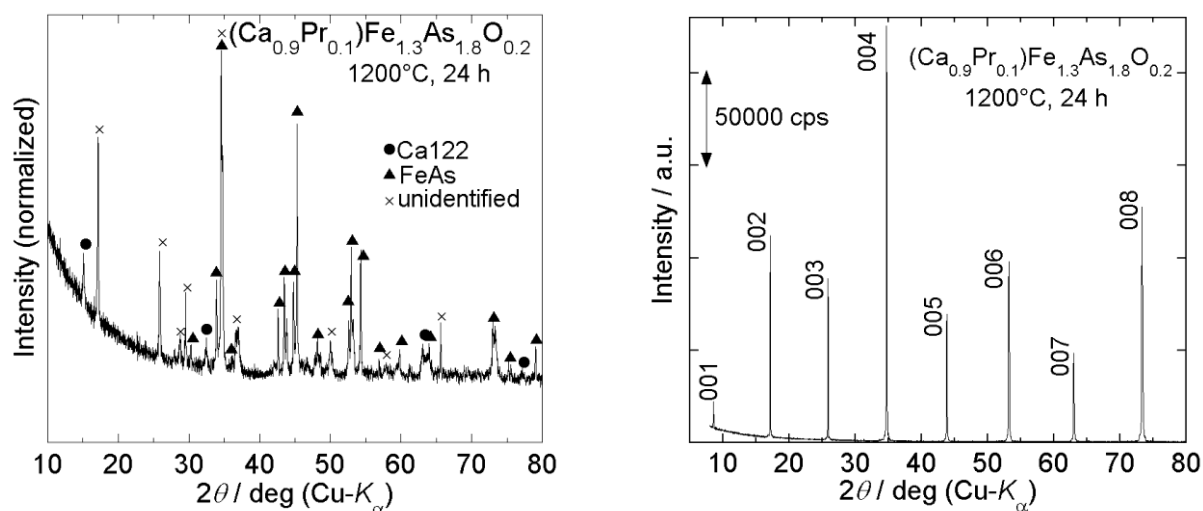 (Ca0.9Pr0.1)Fe1.3As1.8O0.2
1200°C, 24 h
● Ca122
▲ FeAs
× unidentified
Intensity (normalized)
10 20 30 40 50 60 70 80
2θ / deg (Cu-Kα)
(Ca0.9Pr0.1)Fe1.3As1.8O0.2
1200°C, 24 h
50000 cps
001
002
003
004
005
006
007
008
Intensity / a.u.
10 20 30 40 50 60 70 80
2θ / deg (Cu-Kα)